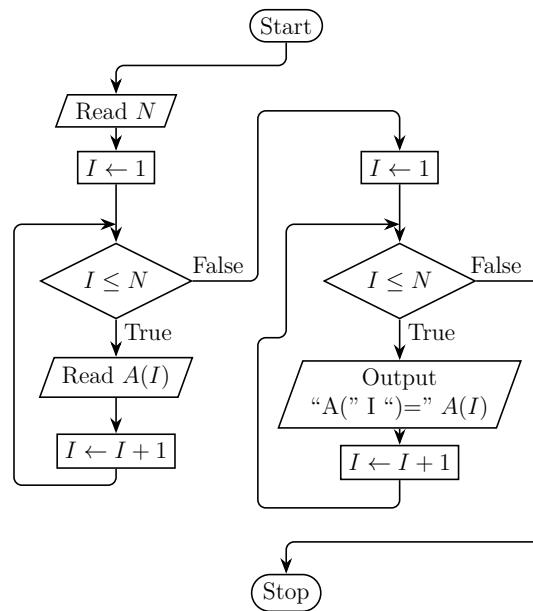 Start
Read N
I ← 1
I ≤ N
False
True
Read A(I)
I ← I + 1
I ← 1
I ≤ N
False
True
Output
“A(” I “)=” A(I)
I ← I + 1
Stop